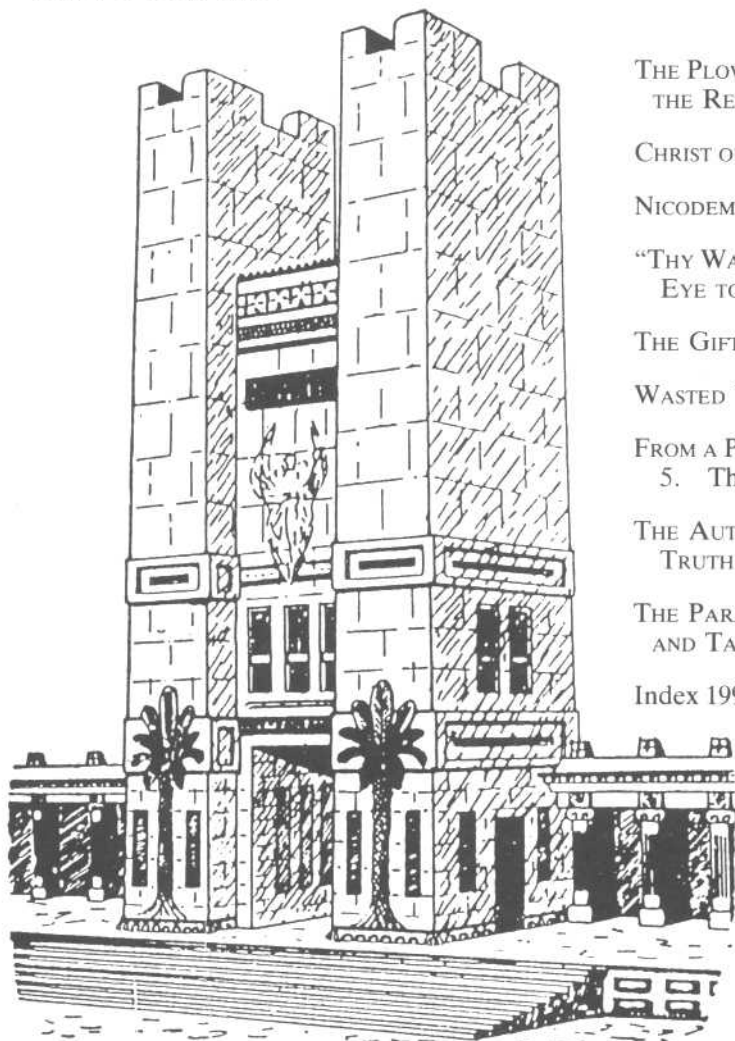 THE PLOW
THE RE
CHRIST O
NICODEM
“THY WA
EYE TO
THE GIFT
WASTED
FROM A P
5. Th
THE AUT
TRUTH
THE PAR
AND TA
Index 199